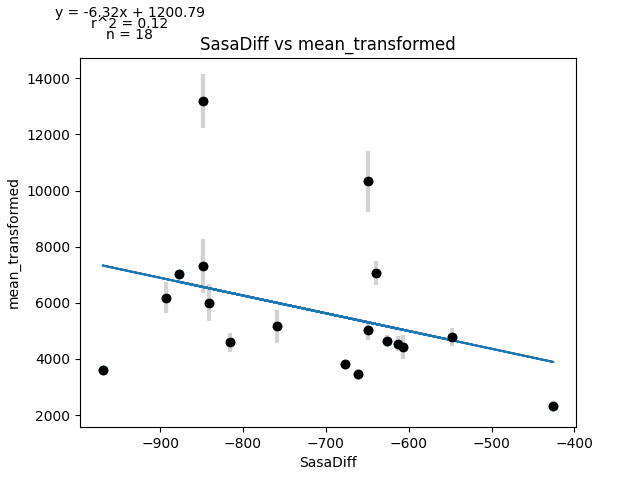 y = -6.32x + 1200.79
r^2 = 0.12
n = 18
SasaDiff vs mean_transformed
14000
12000
10000
8000
6000
4000
2000
mean_transformed
−900
−800
−700
−600
−500
−400
SasaDiff